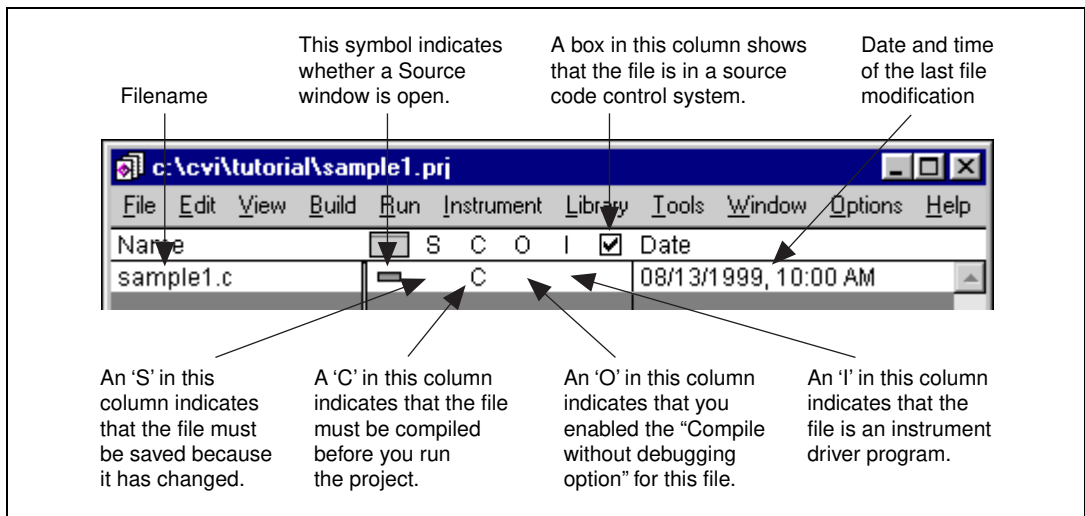 Filename
This symbol indicates
whether a Source
window is open.
A box in this column shows
that the file is in a source
code control system.
Date and time
of the last file
modification
c:\cvi\tutorial\sample1.prj
File Edit View Build Run Instrument Library Tools Window Options Help
Name S C O I Date
sample1.c C 08/13/1999, 10:00 AM
An ‘S’ in this
column indicates
that the file must
be saved because
it has changed.
A ‘C’ in this column
indicates that the file
must be compiled
before you run
the project.
An ‘O’ in this column
indicates that you
enabled the “Compile
without debugging
option” for this file.
An ‘I’ in this column
indicates that the
file is an instrument
driver program.